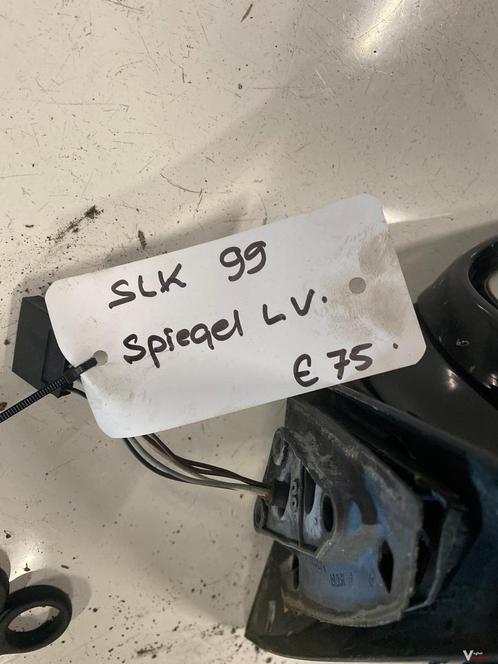 SLK 99
Spiegel L V.
€ 75.